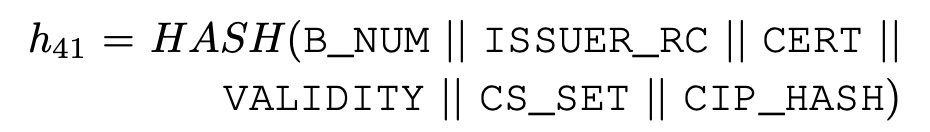 h₄₁ = HASH(B_NUM || ISSUER_RC || CERT ||
VALIDITY || CS_SET || CIP_HASH)